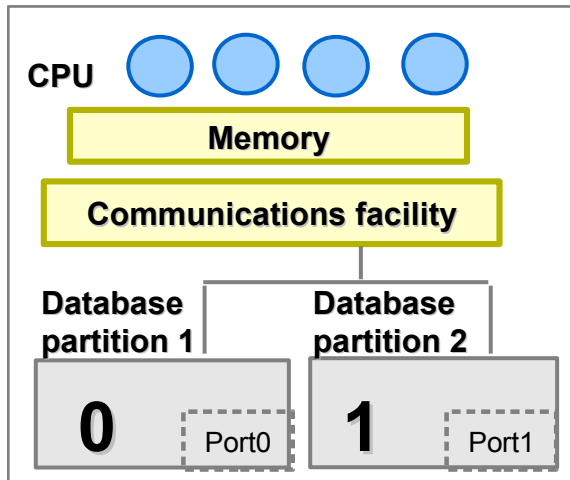 CPU
Memory
Communications facility
Database
partition 1
Database
partition 2
0
Port0
1
Port1